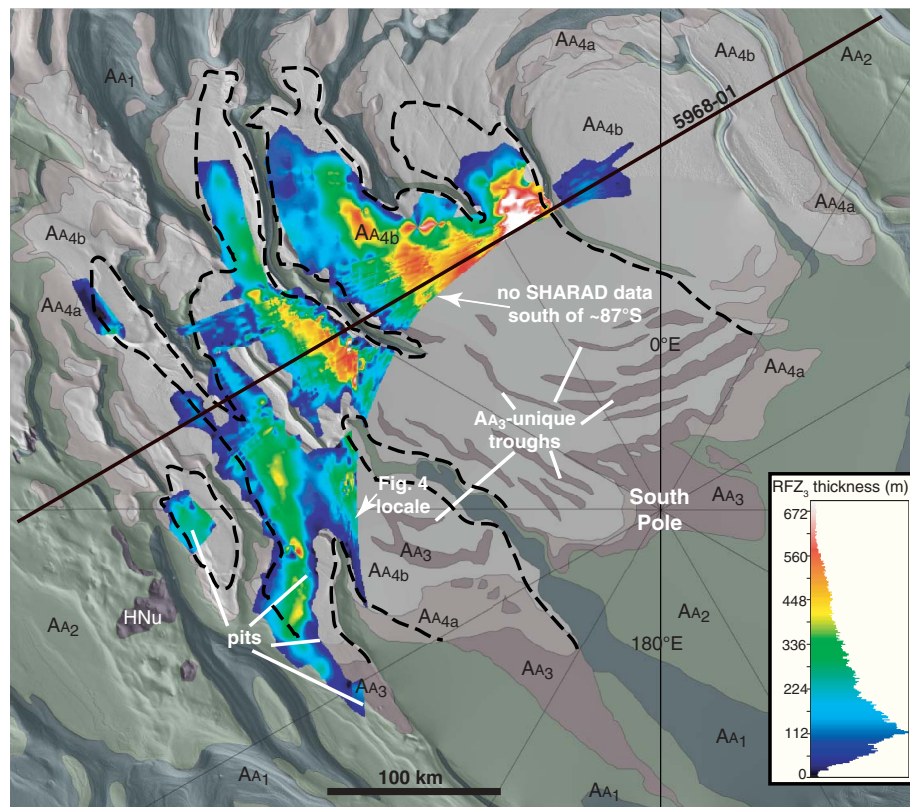 AA4a
AA4b
AA2
AA1
5968-01
AA4b
AA4a
AA4b
AA4b
AA4a
no SHARAD data
south of ~87°S
0°E
AA4a
AA3-unique
troughs
Fig. 4
locale
South
Pole
AA3
RFZ3 thickness (m)
672
560
448
336
224
112
0
AA3
AA4b
HNu
AA2
pits
AA4a
AA2
180°E
AA3
AA3
AA1
100 km
AA1
AA1